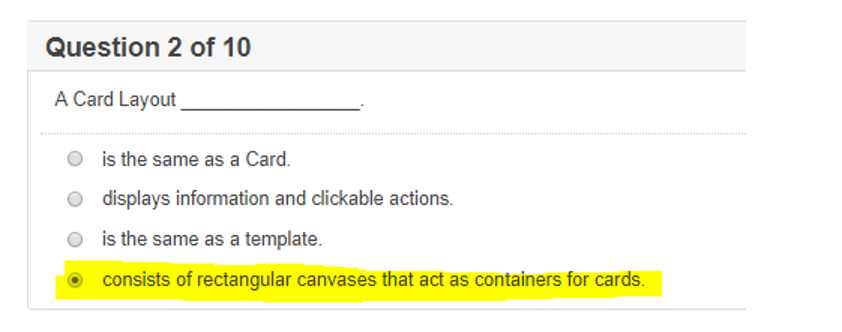 Question 2 of 10
A Card Layout _________________.
is the same as a Card.
displays information and clickable actions.
is the same as a template.
consists of rectangular canvases that act as containers for cards.